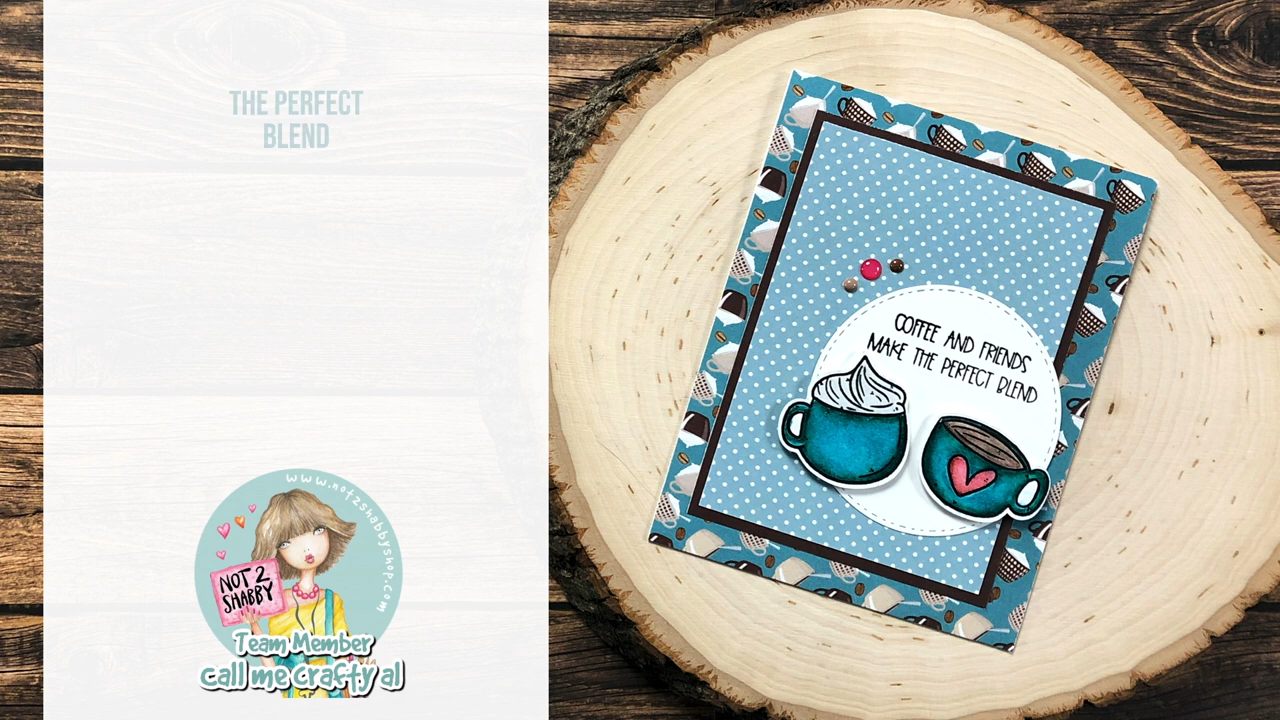 THE PERFECT
BLEND
COFFEE AND FRIENDS
MAKE THE PERFECT BLEND
www.not2shabbyshop.com
NOT 2
SHABBY
Team Member
call me crafty al